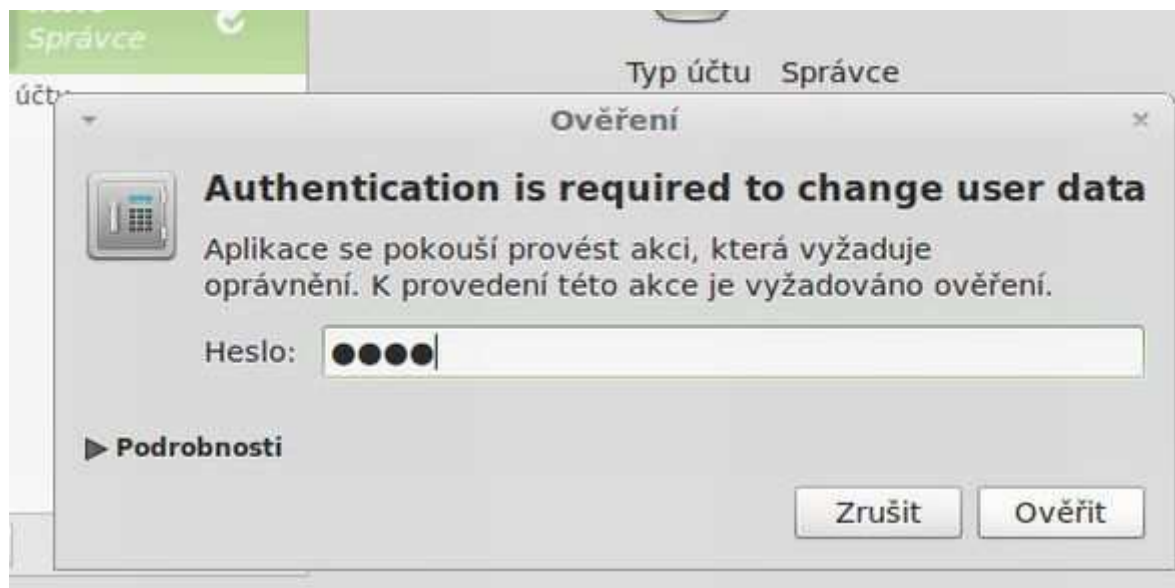 Správce
Typ účtu Správce
účtu
Ověření
Authentication is required to change user data
Aplikace se pokouší provést akci, která vyžaduje
oprávnění. K provedení této akce je vyžadováno ověření.
Heslo: ●●●●
Podrobnosti
Zrušit Ověřit